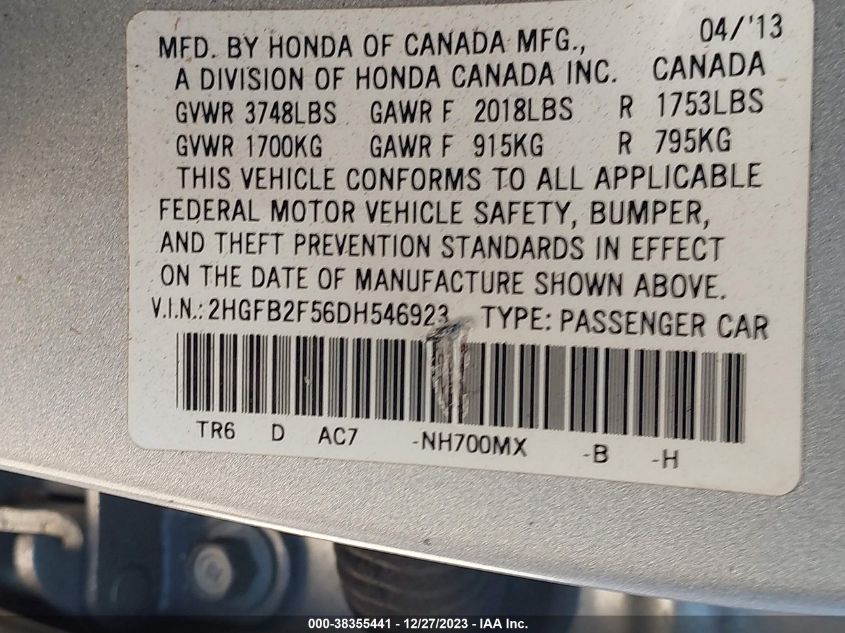 04/'13
MFD. BY HONDA OF CANADA MFG.,
A DIVISION OF HONDA CANADA INC. CANADA
GVWR 3748LBS GAWR F 2018LBS R 1753LBS
GVWR 1700KG GAWR F 915KG R 795KG
THIS VEHICLE CONFORMS TO ALL APPLICABLE
FEDERAL MOTOR VEHICLE SAFETY, BUMPER,
AND THEFT PREVENTION STANDARDS IN EFFECT
ON THE DATE OF MANUFACTURE SHOWN ABOVE.
V.I.N.: 2HGFB2F56DH546923 TYPE: PASSENGER CAR
TR6 D AC7 -NH700MX -B -H
000-38355441 - 12/27/2023 - IAA Inc.